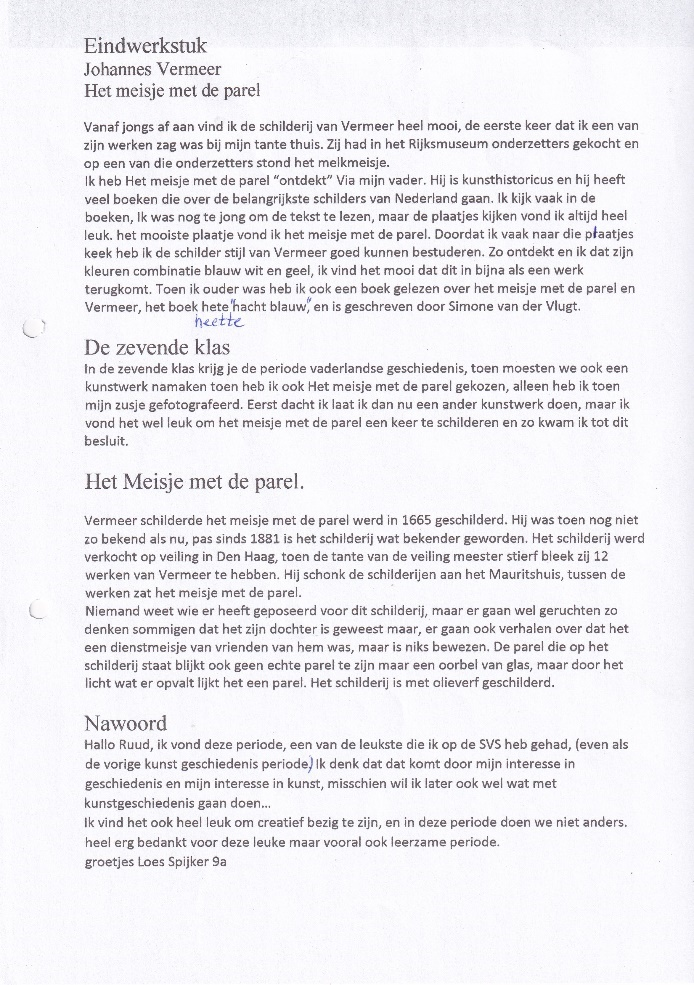 Eindwerkstuk
Johannes Vermeer
Het meisje met de parel
Vanaf jongs af aan vind ik de schilderij van Vermeer heel mooi, de eerste keer dat ik een van
zijn werken zag was bij mijn tante thuis. Zij had in het Rijksmuseum onderzetters gekocht en
op een van die onderzetters stond het melkmeisje.
Ik heb Het meisje met de parel “ontdekt” Via mijn vader. Hij is kunsthistoricus en hij heeft
veel boeken die over de belangrijkste schilders van Nederland gaan. Ik kijk vaak in de
boeken, Ik was nog te jong om de tekst te lezen, maar de plaatjes kijken vond ik altijd heel
leuk. het mooiste plaatje vond ik het meisje met de parel. Doordat ik vaak naar die plaatjes
keek heb ik de schilder stijl van Vermeer goed kunnen bestuderen. Zo ontdekt en ik dat zijn
kleuren combinatie blauw wit en geel, ik vind het mooi dat dit in bijna als een werk
terugkomt. Toen ik ouder was heb ik ook een boek gelezen over het meisje met de parel en
Vermeer, het boek hete "nacht blauw," en is geschreven door Simone van der Vlugt.
heette
De zevende klas
In de zevende klas krijg je de periode vaderlandse geschiedenis, toen moesten we ook een
kunstwerk namaken toen heb ik ook Het meisje met de parel gekozen, alleen heb ik toen
mijn zusje gefotografeerd. Eerst dacht ik laat ik dan nu een ander kunstwerk doen, maar ik
vond het wel leuk om het meisje met de parel een keer te schilderen en zo kwam ik tot dit
besluit.
Het Meisje met de parel.
Vermeer schilderde het meisje met de parel werd in 1665 geschilderd. Hij was toen nog niet
zo bekend als nu, pas sinds 1881 is het schilderij wat bekender geworden. Het schilderij werd
verkocht op veiling in Den Haag, toen de tante van de veiling meester stierf bleek zij 12
werken van Vermeer te hebben. Hij schonk de schilderijen aan het Mauritshuis, tussen de
werken zat het meisje met de parel.
Niemand weet wie er heeft geposeerd voor dit schilderij, maar er gaan wel geruchten zo
denken sommigen dat het zijn dochter is geweest maar, er gaan ook verhalen over dat het
een dienstmeisje van vrienden van hem was, maar is niks bewezen. De parel die op het
schilderij staat blijkt ook geen echte parel te zijn maar een oorbel van glas, maar door het
licht wat er opvalt lijkt het een parel. Het schilderij is met olieverf geschilderd.
Nawoord
Hallo Ruud, ik vond deze periode, een van de leukste die ik op de SVS heb gehad, (even als
de vorige kunst geschiedenis periode) Ik denk dat dat komt door mijn interesse in
geschiedenis en mijn interesse in kunst, misschien wil ik later ook wel wat met
kunstgeschiedenis gaan doen...
Ik vind het ook heel leuk om creatief bezig te zijn, en in deze periode doen we niet anders.
heel erg bedankt voor deze leuke maar vooral ook leerzame periode.
groetjes Loes Spijker 9a